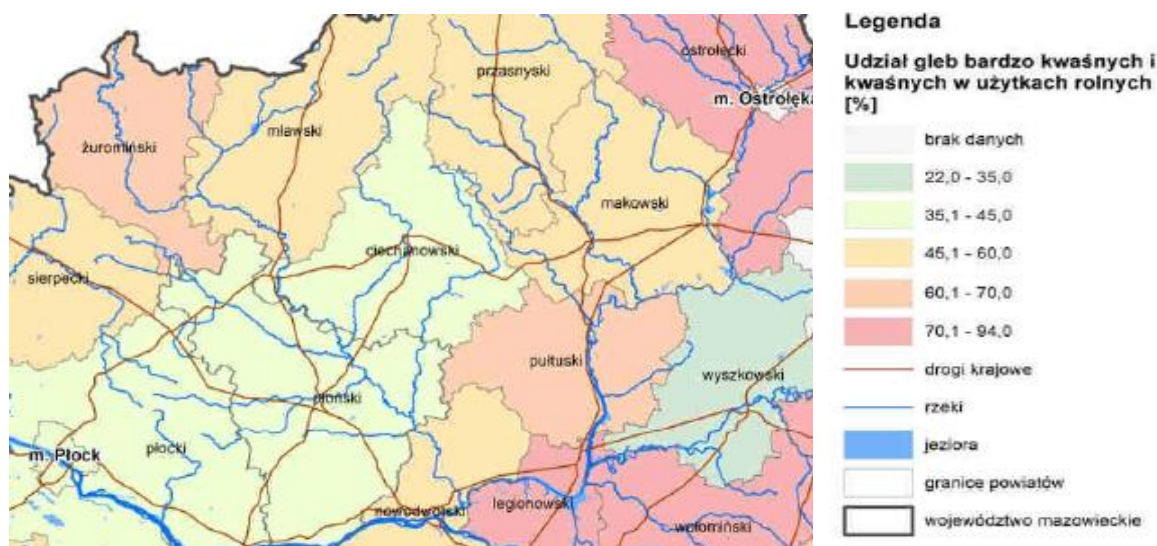 ostrołęcki
przasnyski
m. Ostrołęka
mławski
żuromiński
makowski
ciechanowski
sierpecki
pułtuski
wyszkowski
płoński
płocki
m. Płock
legionowski
nowodworski
wołomiński
Legenda
Udział gleb bardzo kwaśnych i
kwaśnych w użytkach rolnych
[%]
brak danych
22,0 - 35,0
35,1 - 45,0
45,1 - 60,0
60,1 - 70,0
70,1 - 94,0
drogi krajowe
rzeki
jeziora
granice powiatów
województwo mazowieckie